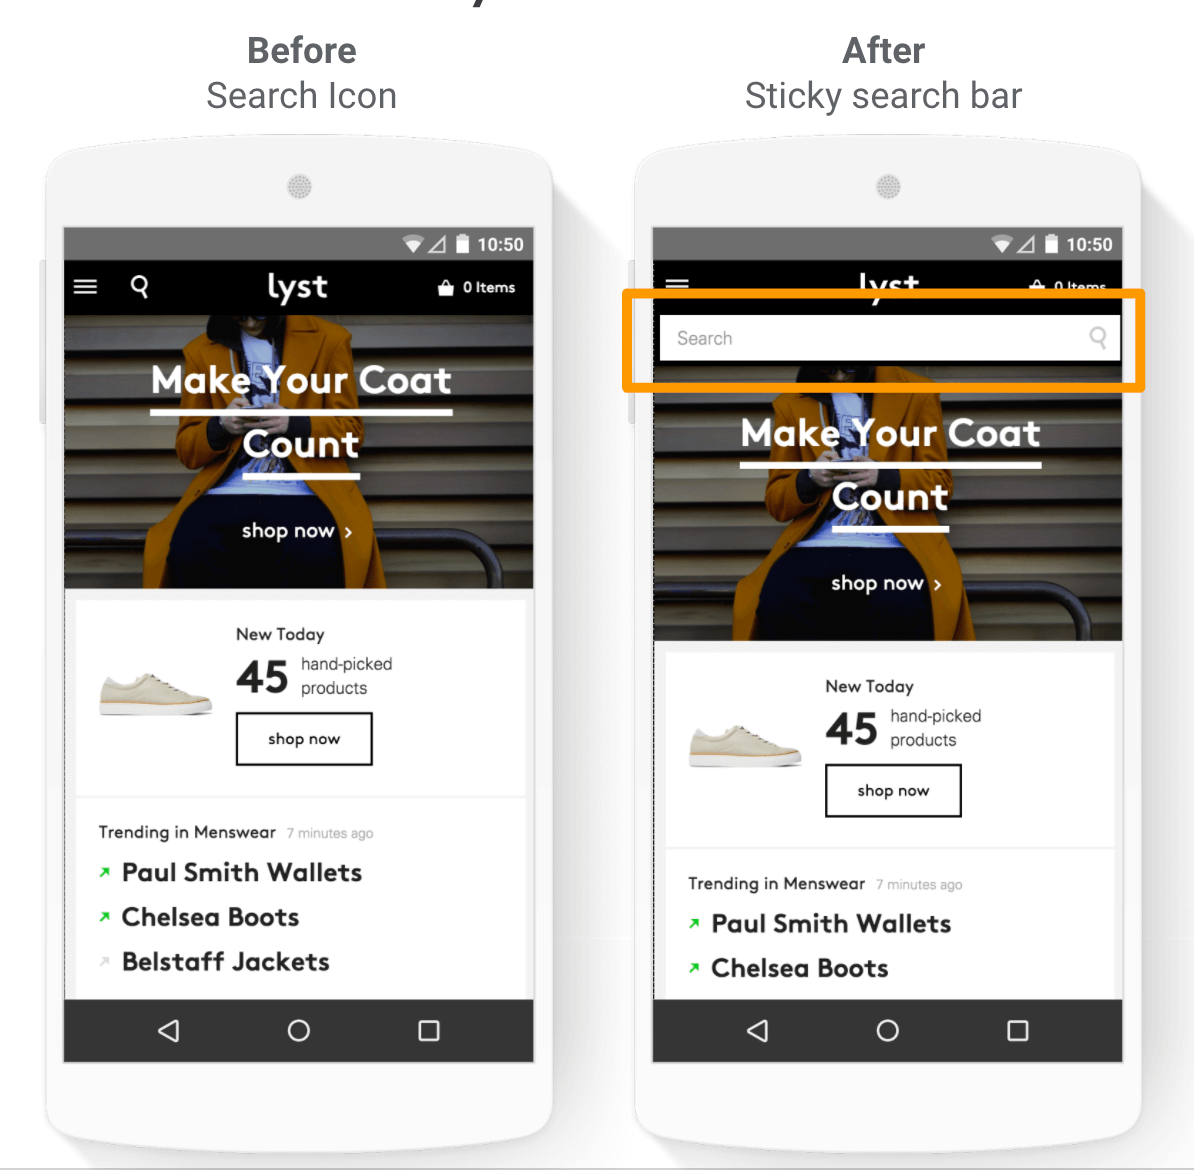 Before
Search Icon
10:50
lyst
0 Items
Make Your Coat
Count
shop now
New Today
45 hand-picked
products
shop now
Trending in Menswear 7 minutes ago
Paul Smith Wallets
Chelsea Boots
Belstaff Jackets
After
Sticky search bar
10:50
lyst
0 Items
Search
Make Your Coat
Count
shop now
New Today
45 hand-picked
products
shop now
Trending in Menswear 7 minutes ago
Paul Smith Wallets
Chelsea Boots